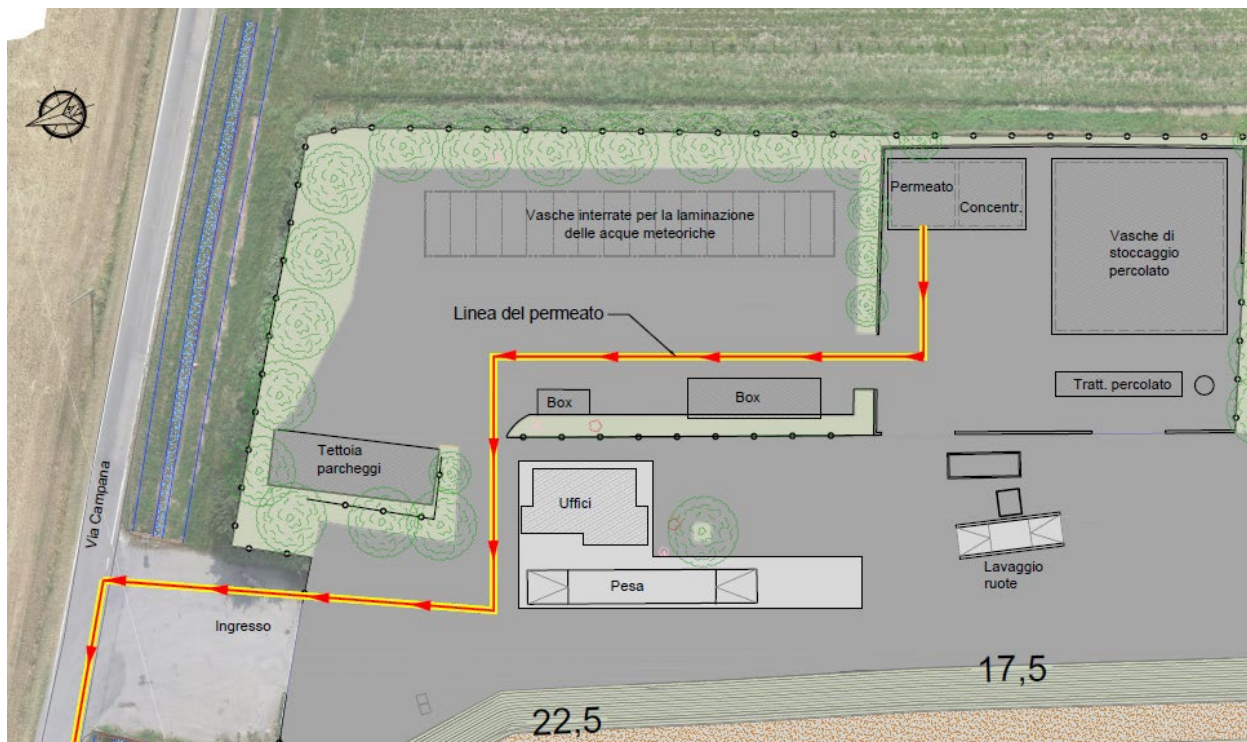 Permeato
Concentr.
Vasche interrate per la laminazione
delle acque meteoriche
Vasche di
stoccaggio
percolato
Linea del permeato
Tratt. percolato
Box
Box
Tettoia
parcheggi
Via Campana
Uffici
Lavaggio
ruote
Pesa
Ingresso
17,5
22,5